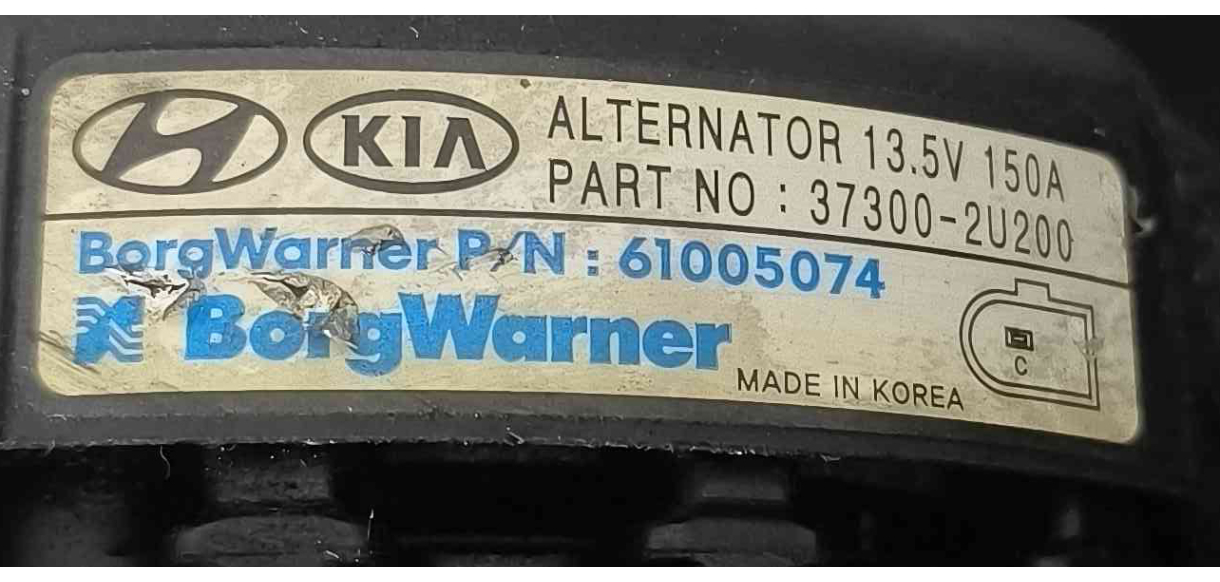 KIA
ALTERNATOR 13.5V 150A
PART NO : 37300-2U200
BorgWarner P/N : 61005074
BorgWarner
C
MADE IN KOREA